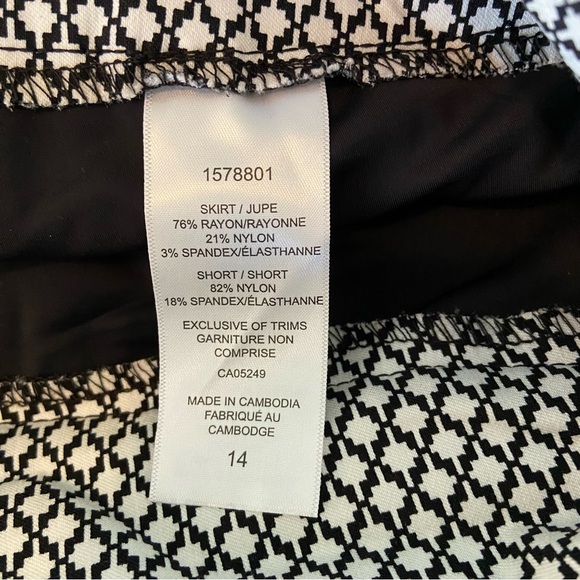 1578801
SKIRT / JUPE
76% RAYON/RAYONNE
21% NYLON
3% SPANDEX/ÉLASTHANNE
SHORT / SHORT
82% NYLON
18% SPANDEX/ÉLASTHANNE
EXCLUSIVE OF TRIMS
GARNITURE NON
COMPRISE
CA05249
MADE IN CAMBODIA
FABRIQUÉ AU
CAMBODGE
14